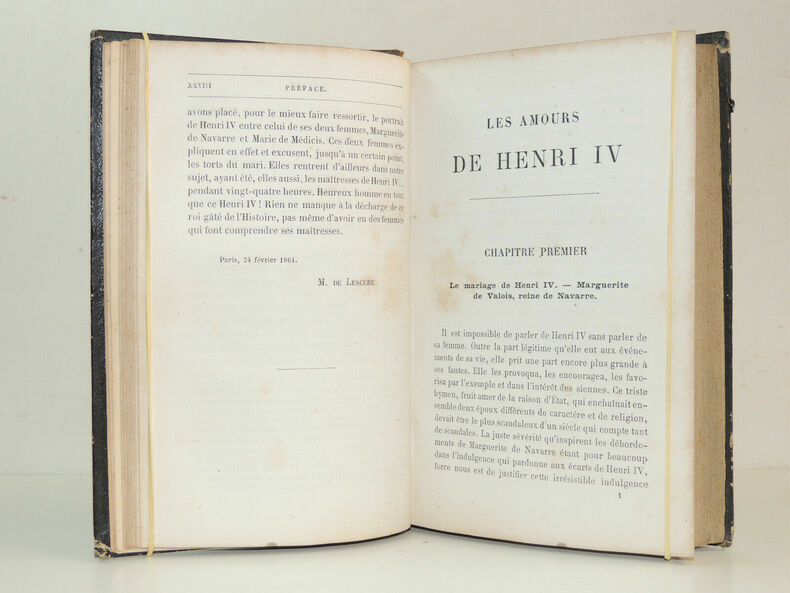 XXVIII PRÉFACE.
avons placé, pour le mieux faire ressortir, le portrait
de Henri IV entre celui de ses deux femmes, Marguerite
de Navarre et Marie de Médicis. Ces deux femmes ex-
pliquent en effet et excusent, jusqu'à un certain point,
les torts du mari. Elles rentrent d'ailleurs dans notre
sujet, ayant été, elles aussi, les maîtresses de Henri IV...
pendant vingt-quatre heures. Heureux homme en tout
que ce Henri IV ! Rien ne manque à la décharge de ce
roi gâté de l'Histoire, pas même d'avoir eu des femmes
qui font comprendre ses maîtresses.
Paris, 24 février 1864.
M. DE LESCURE.
LES AMOURS
DE HENRI IV
CHAPITRE PREMIER
Le mariage de Henri IV. — Marguerite
de Valois, reine de Navarre.
Il est impossible de parler de Henri IV sans parler de
sa femme. Outre la part légitime qu'elle eut aux événe-
ments de sa vie, elle prit une part encore plus grande à
ses fautes. Elle les provoqua, les encouragea, les favo-
risa par l'exemple et dans l'intérêt des siennes. Ce triste
hymen, fruit amer de la raison d'État, qui enchaînait en-
semble deux époux différents de caractère et de religion,
devait être le plus scandaleux d'un siècle qui compte tant
de scandales. La juste sévérité qu'inspirent les déborde-
ments de Marguerite de Navarre étant pour beaucoup
dans l'indulgence qui pardonne aux écarts de Henri IV,
force nous est de justifier cette irrésistible indulgence
1